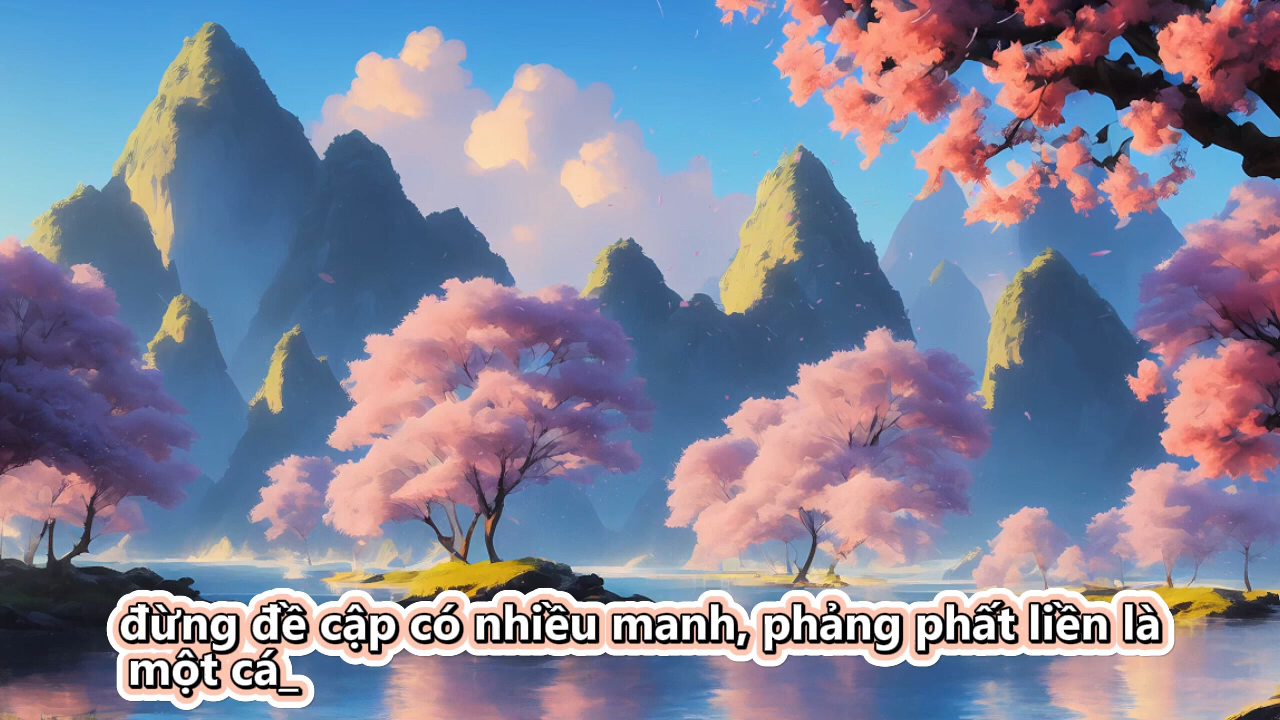 đừng đề cập có nhiều manh, phảng phất liền là
một cá_